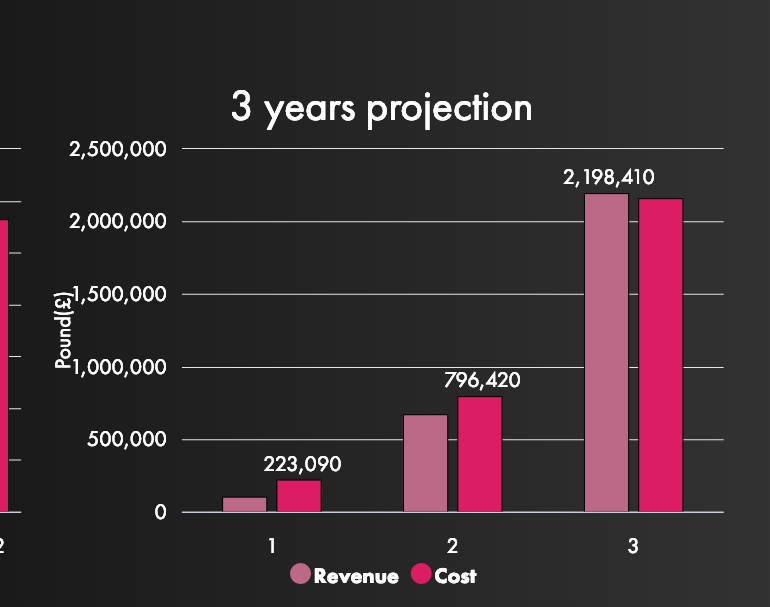 3 years projection
2,500,000
2,198,410
2,000,000
1,500,000
Pound(£)
1,000,000
796,420
500,000
223,090
0
2 1 2 3
Revenue Cost